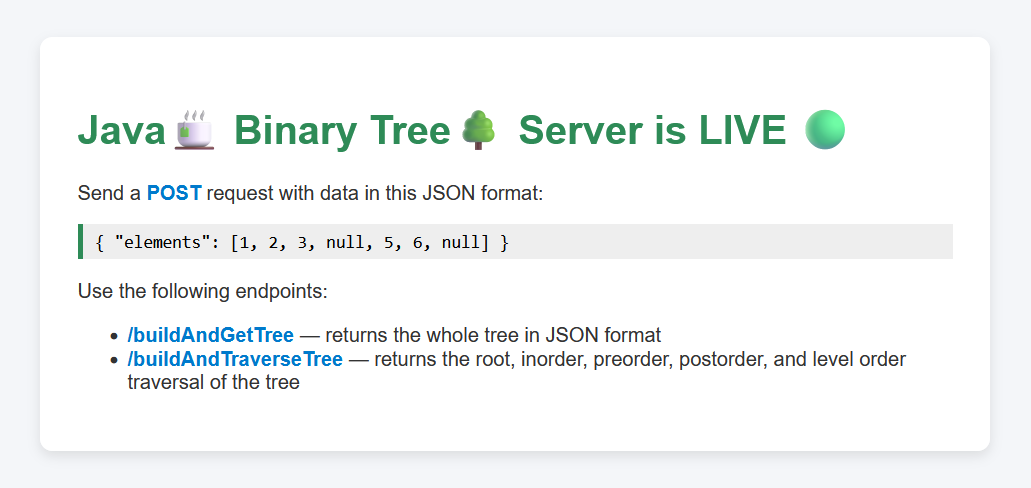 Java🍵 Binary Tree🌳 Server is LIVE 🟢
Send a POST request with data in this JSON format:
{ "elements": [1, 2, 3, null, 5, 6, null] }
Use the following endpoints:
• /buildAndGetTree — returns the whole tree in JSON format
• /buildAndTraverseTree — returns the root, inorder, preorder, postorder, and level order
traversal of the tree